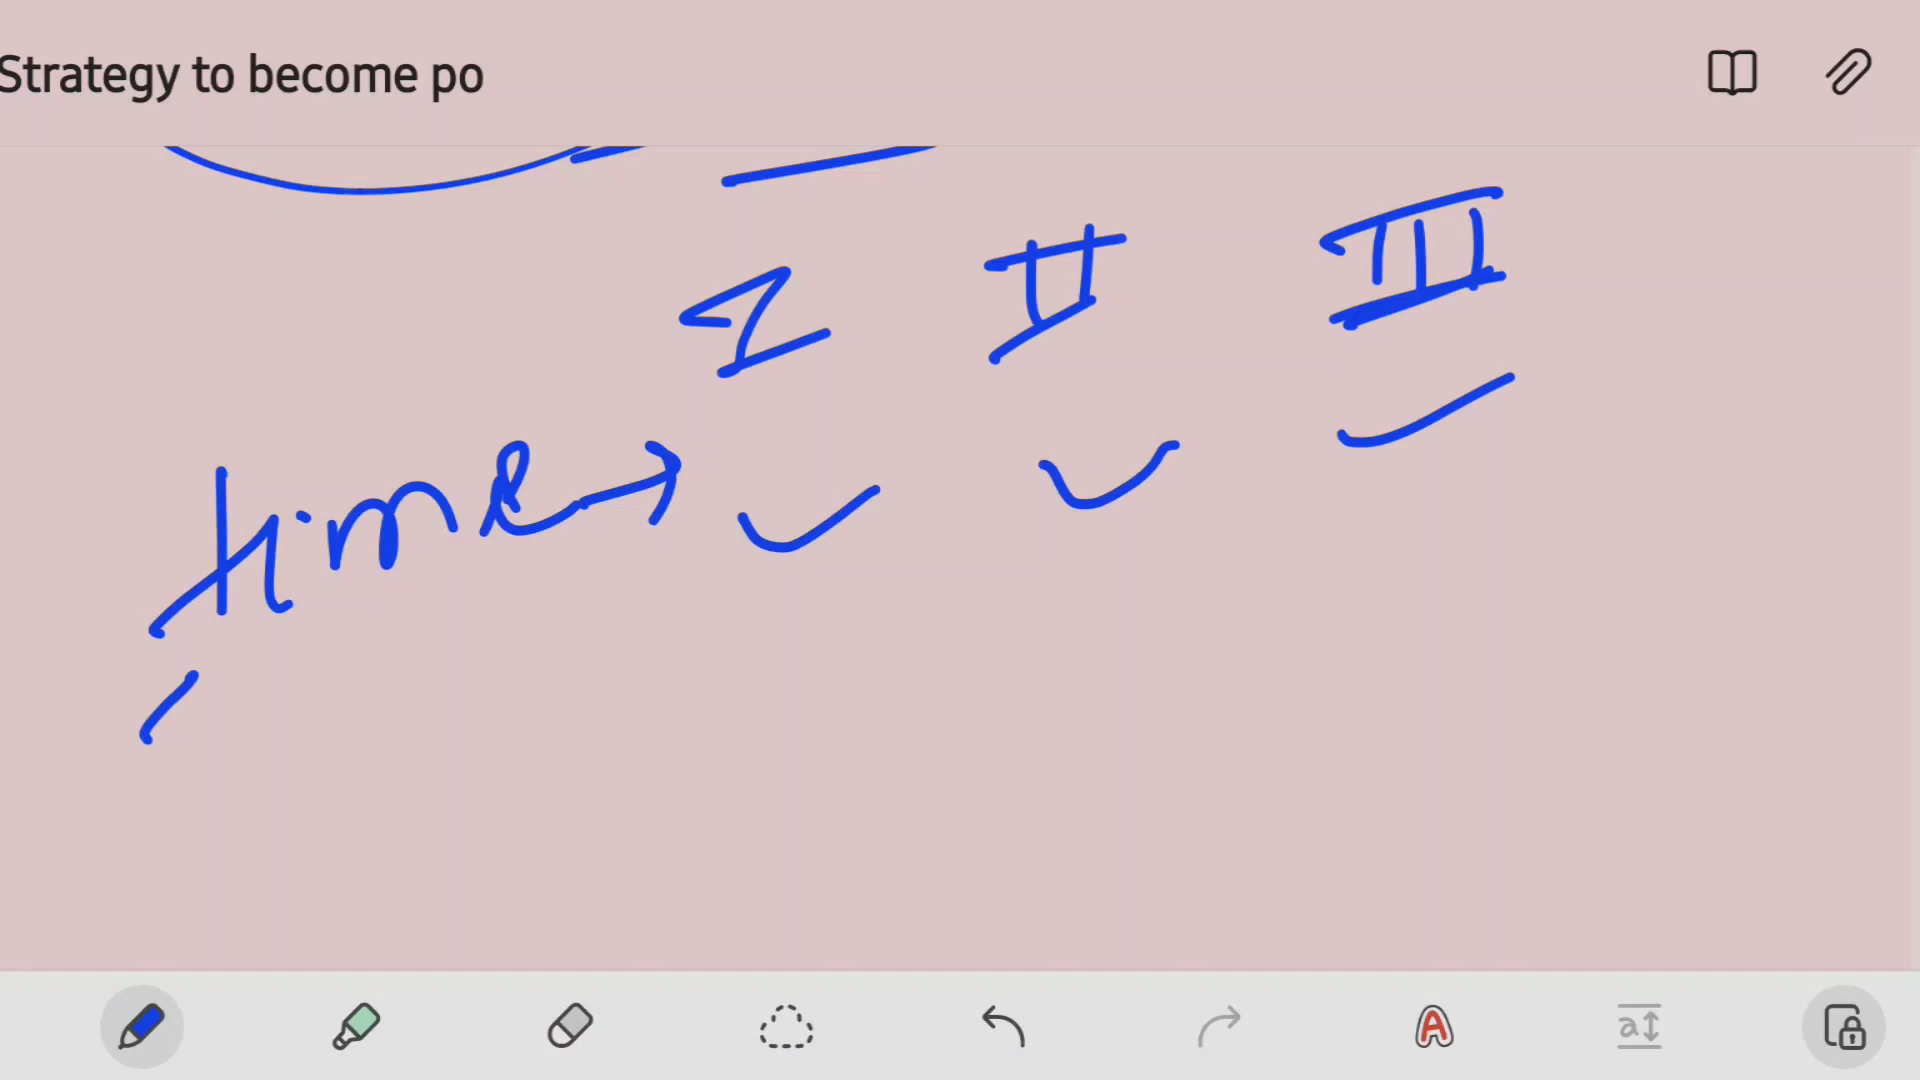 Strategy to become po
I II III
time →